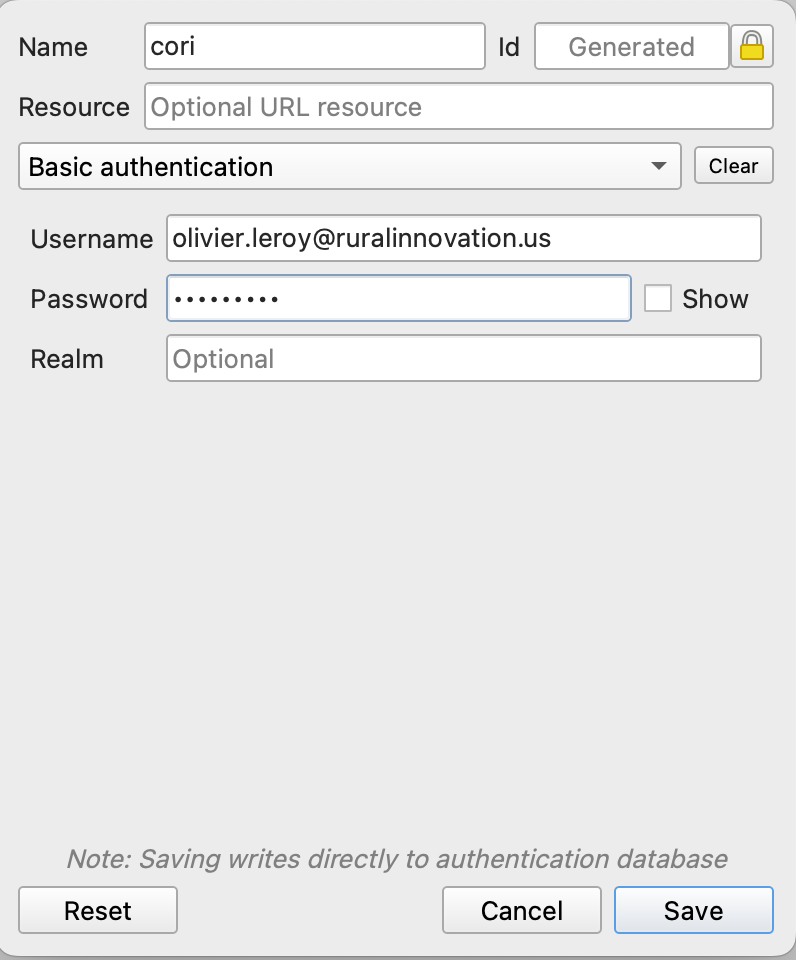 Name cori Id Generated
Resource Optional URL resource
Basic authentication Clear
Username olivier.leroy@ruralinnovation.us
Password ••••••••• Show
Realm Optional
Note: Saving writes directly to authentication database
Reset Cancel Save